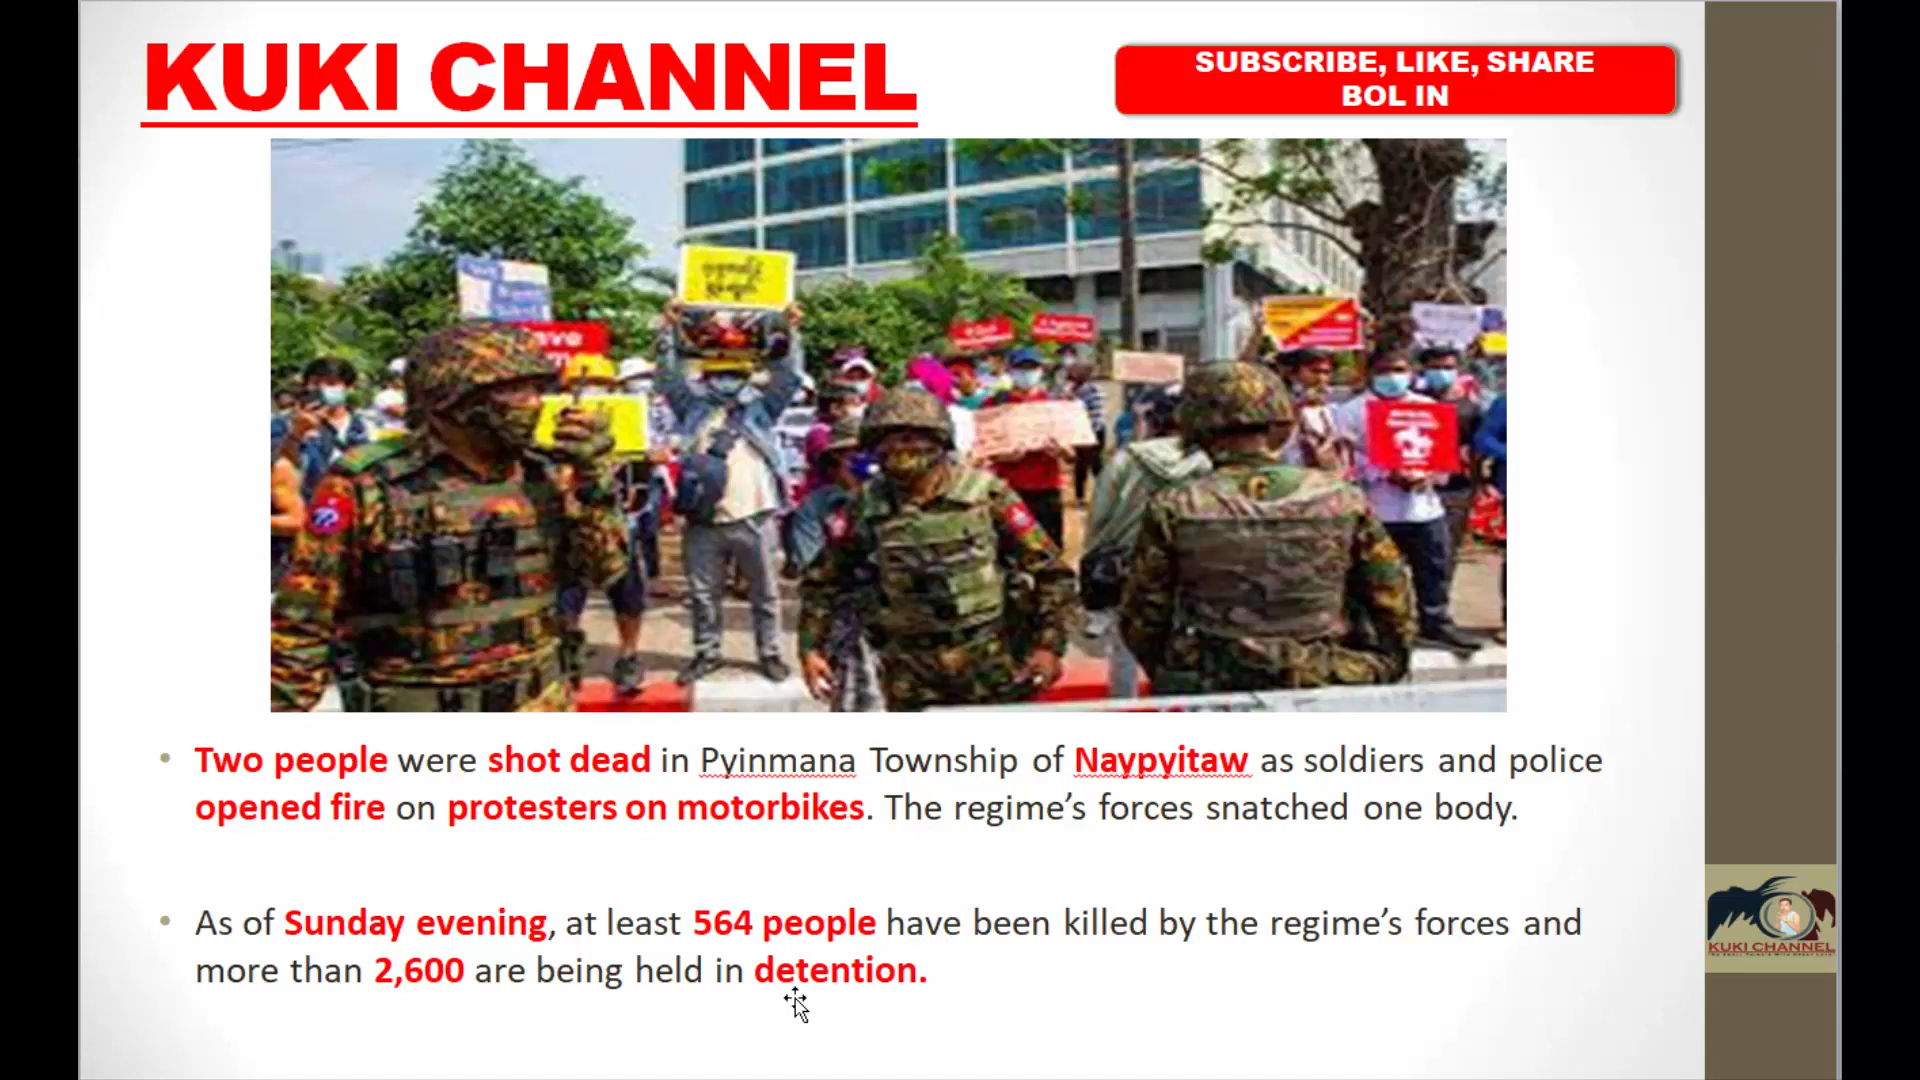 KUKI CHANNEL
SUBSCRIBE, LIKE, SHARE
BOL IN
• Two people were shot dead in Pyinmana Township of Naypyitaw as soldiers and police
opened fire on protesters on motorbikes. The regime’s forces snatched one body.
• As of Sunday evening, at least 564 people have been killed by the regime’s forces and
more than 2,600 are being held in detention.
KUKI CHANNEL